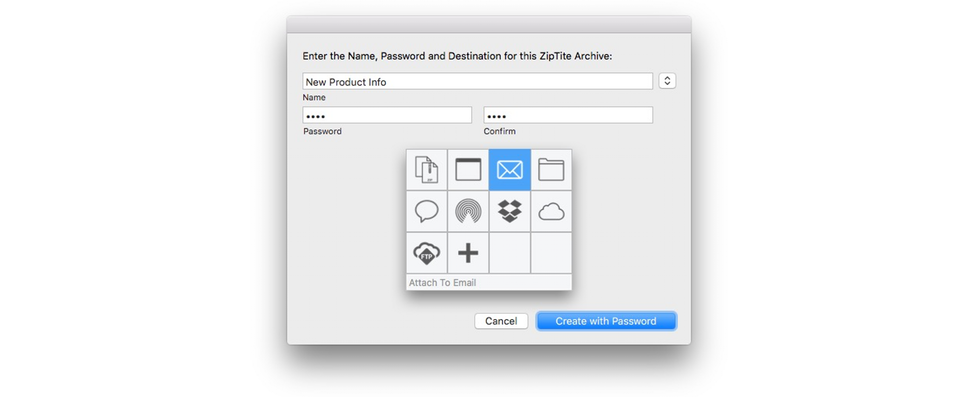 Enter the Name, Password and Destination for this ZipTite Archive:
New Product Info
Name
•••• ••••
Password Confirm
ZIP
FTP
Attach To Email
Cancel Create with Password